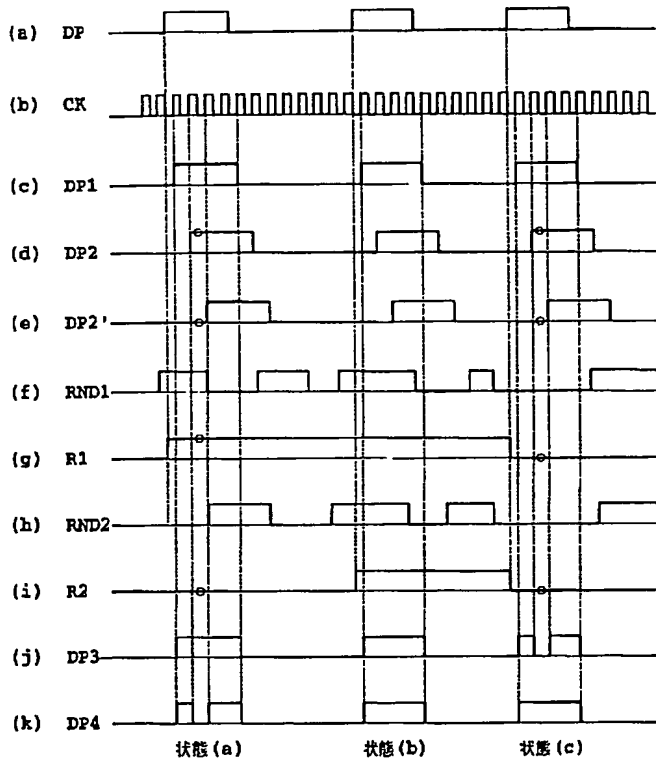 (a) DP
(b) CK
(c) DP1
(d) DP2
(e) DP2'
(f) RND1
(g) R1
(h) RND2
(i) R2
(j) DP3
(k) DP4
状態(a) 状態(b) 状態(c)